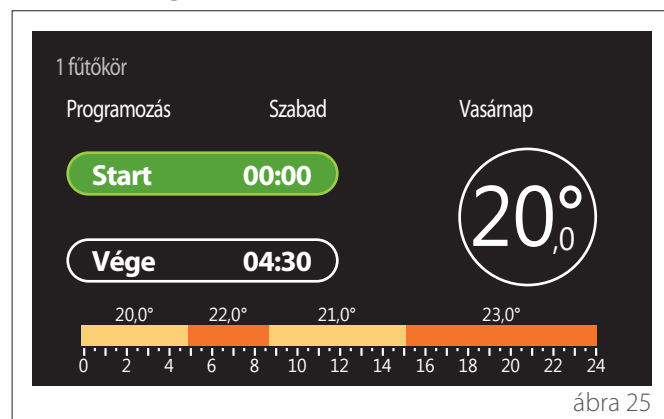 1 fűtőkör
Programozás Szabad Vasárnap
Start 00:00
20,0°
Vége 04:30
20,0° 22,0° 21,0° 23,0°
0 2 4 6 8 10 12 14 16 18 20 22 24
ábra 25